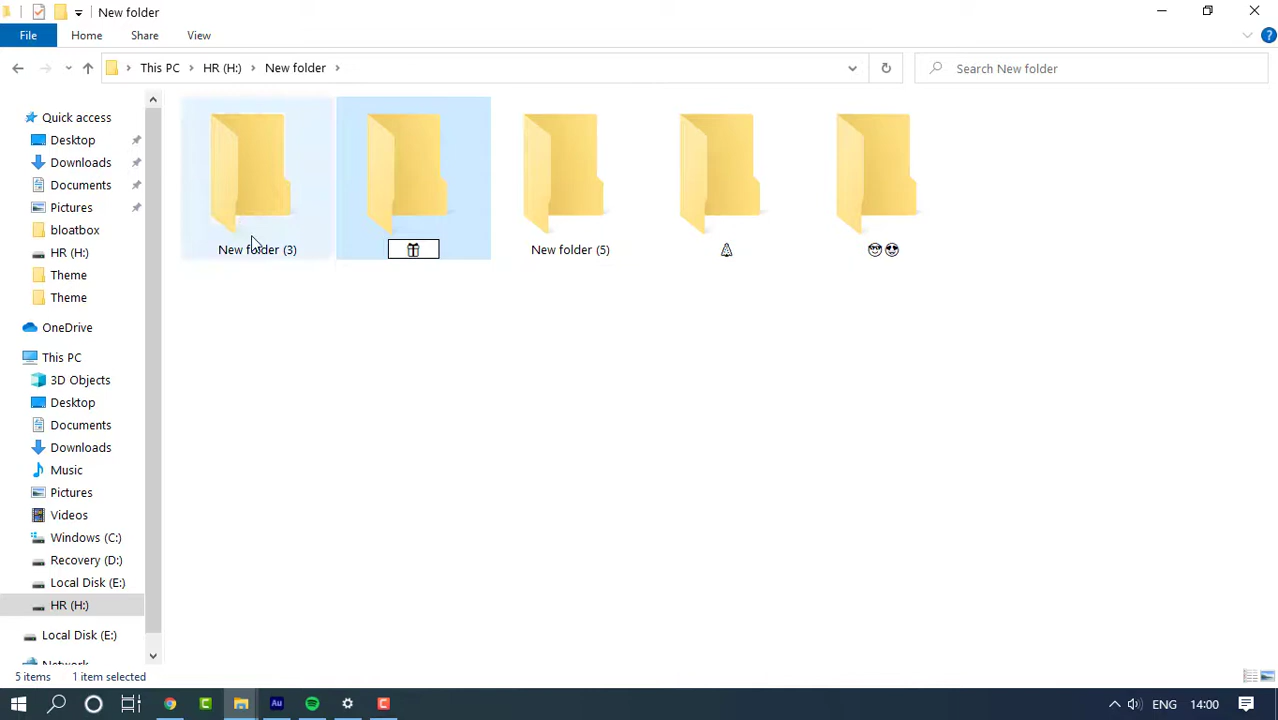 New folder
File Home Share View
This PC HR (H:) New folder
Search New folder
Quick access
Desktop
Downloads
Documents
Pictures
bloatbox
HR (H:)
Theme
Theme
OneDrive
This PC
3D Objects
Desktop
Documents
Downloads
Music
Pictures
Videos
Windows (C:)
Recovery (D:)
Local Disk (E:)
HR (H:)
Local Disk (E:)
Network
New folder (3) 🎁 New folder (5) 🎄 🤓😍
5 items 1 item selected
Au ENG 14:00